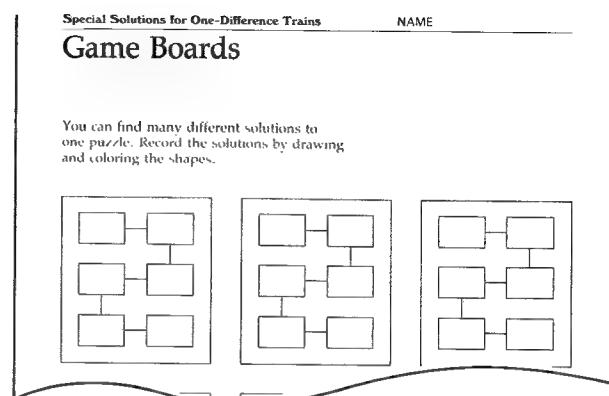 Special Solutions for One-Difference Trains NAME
Game Boards
You can find many different solutions to
one puzzle. Record the solutions by drawing
and coloring the shapes.